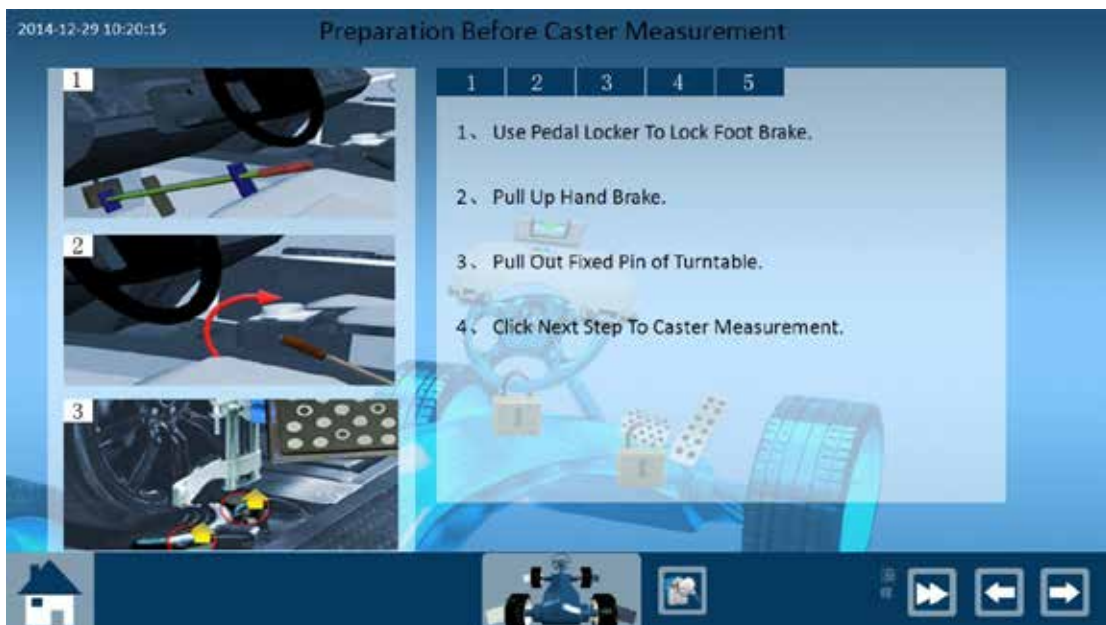 2014-12-29 10:20:15
Preparation Before Caster Measurement
1
2
3
1 2 3 4 5
1、 Use Pedal Locker To Lock Foot Brake.
2、 Pull Up Hand Brake.
3、 Pull Out Fixed Pin of Turntable.
4、 Click Next Step To Caster Measurement.